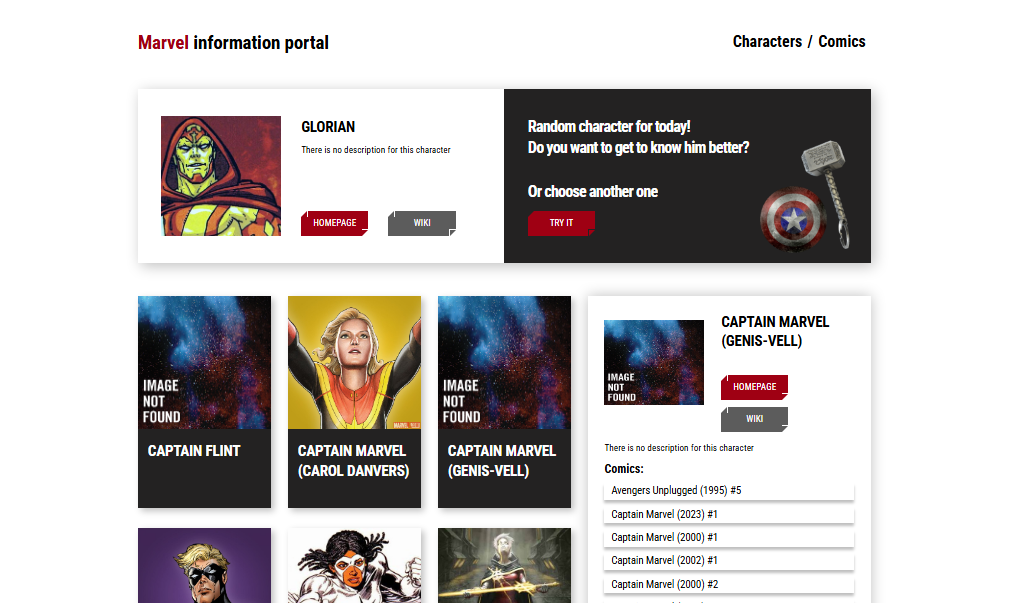 Marvel information portal
Characters / Comics
GLORIAN
There is no description for this character
HOMEPAGE
WIKI
Random character for today!
Do you want to get to know him better?
Or choose another one
TRY IT
IMAGE
NOT
FOUND
CAPTAIN FLINT
CAPTAIN MARVEL
(CAROL DANVERS)
IMAGE
NOT
FOUND
CAPTAIN MARVEL
(GENIS-VELL)
IMAGE
NOT
FOUND
CAPTAIN MARVEL
(GENIS-VELL)
HOMEPAGE
WIKI
There is no description for this character
Comics:
Avengers Unplugged (1995) #5
Captain Marvel (2023) #1
Captain Marvel (2000) #1
Captain Marvel (2002) #1
Captain Marvel (2000) #2